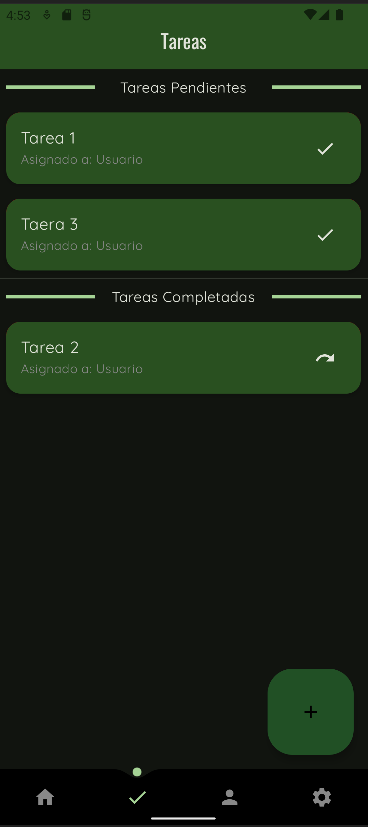 4:53
Tareas
Tareas Pendientes
Tarea 1
Asignado a: Usuario
Taera 3
Asignado a: Usuario
Tareas Completadas
Tarea 2
Asignado a: Usuario
+